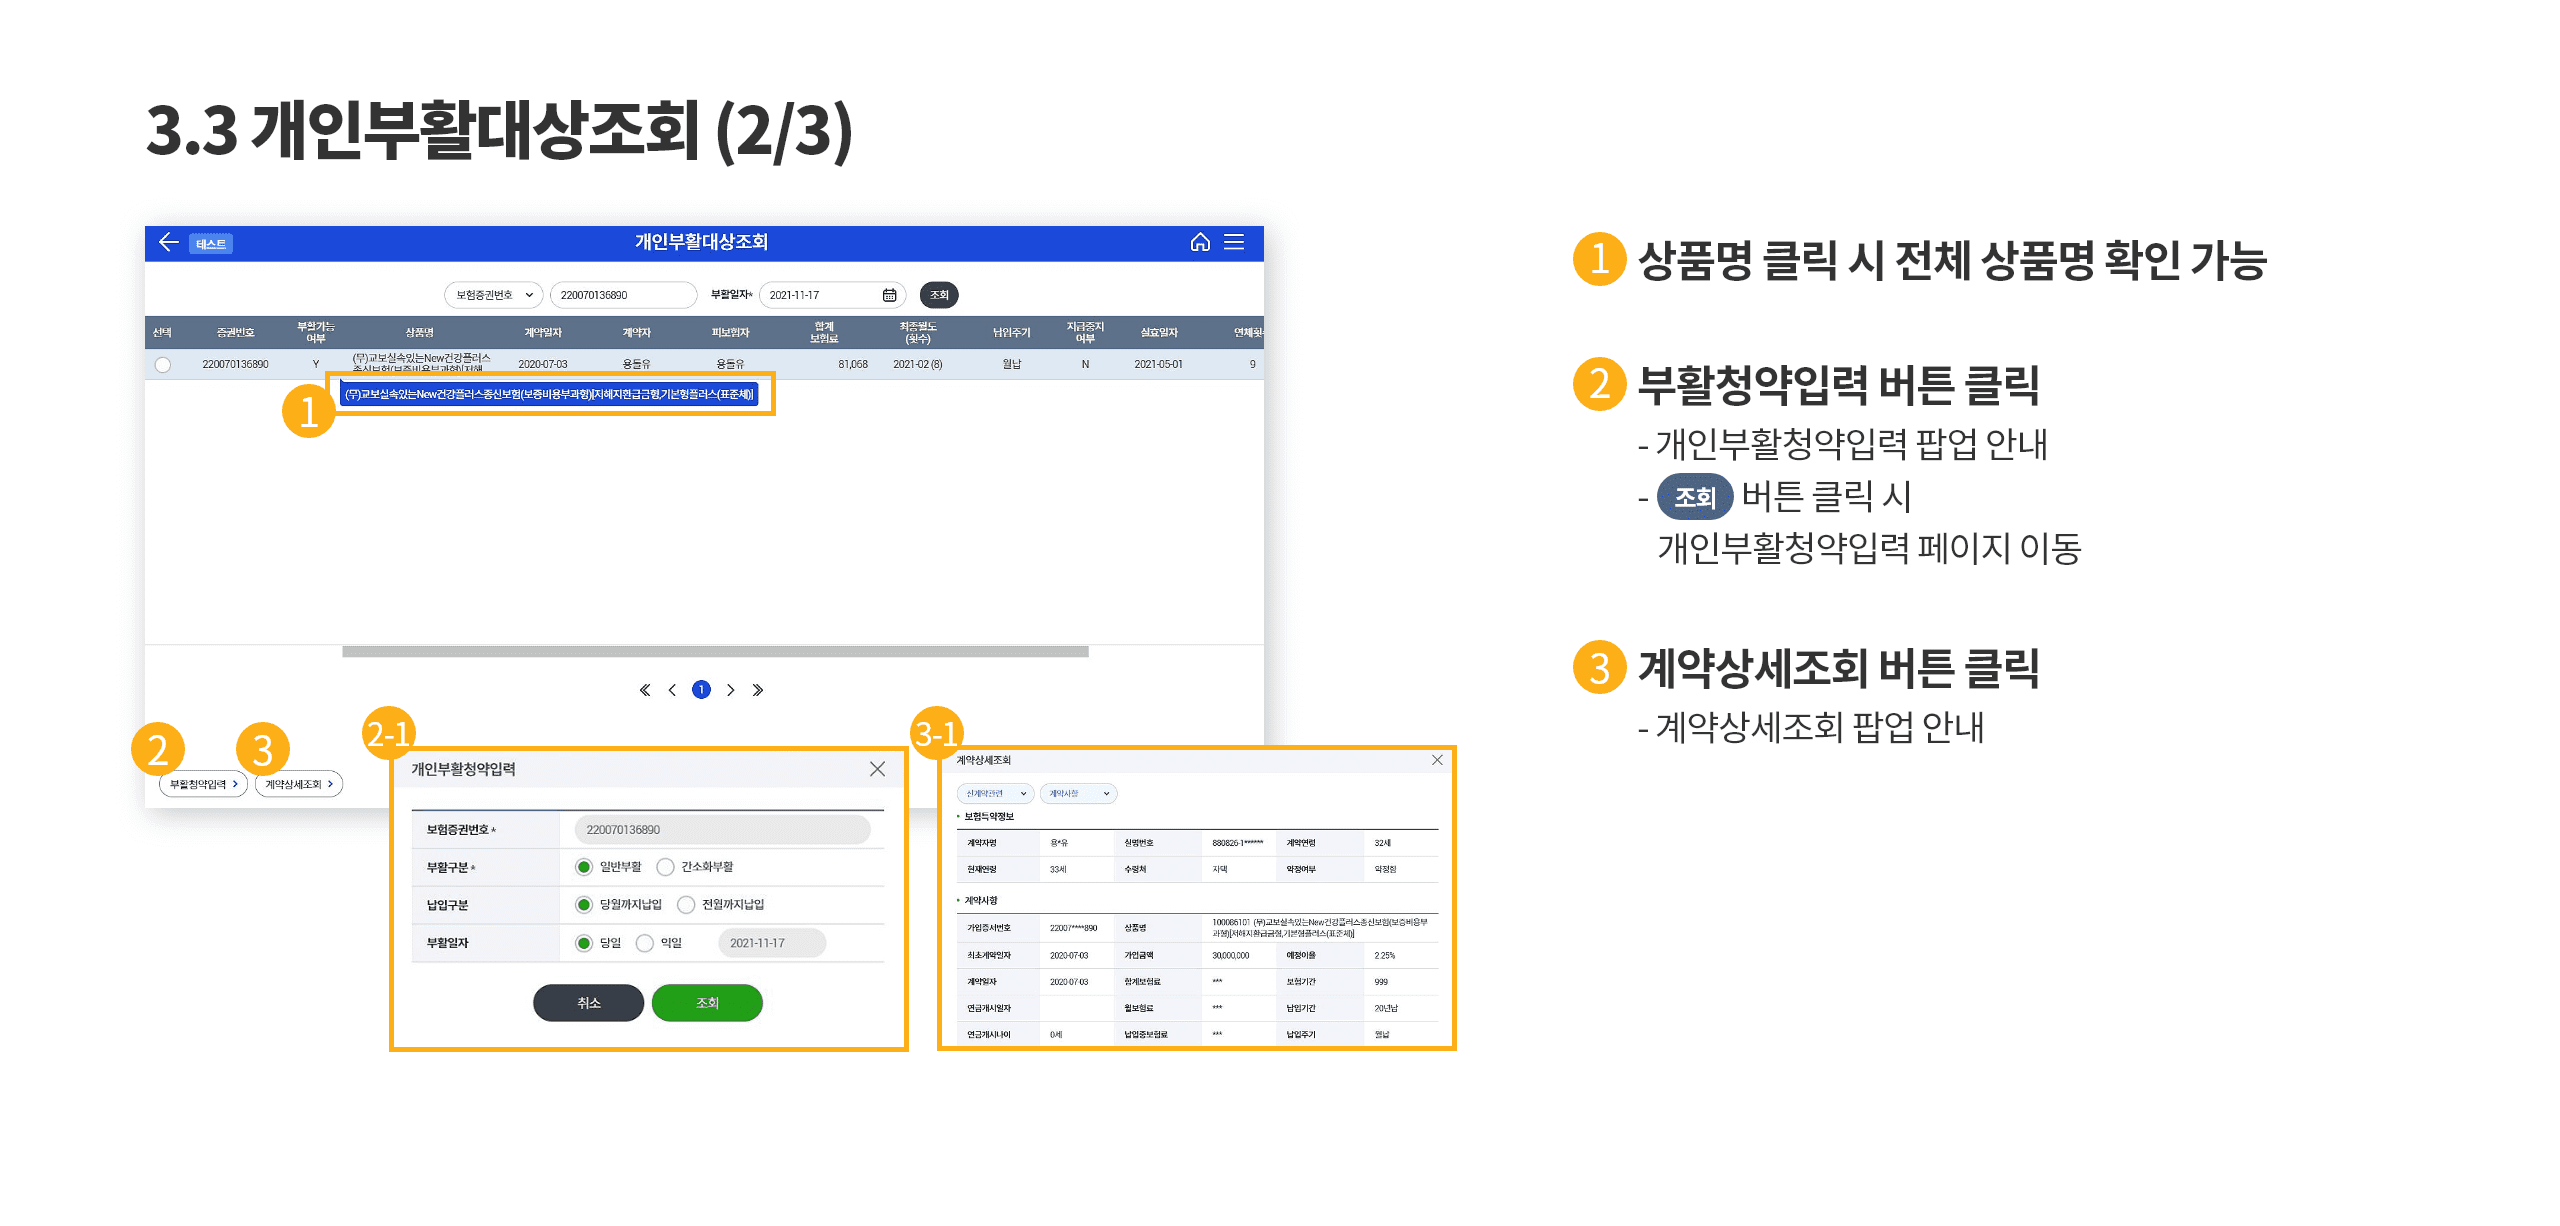 3.3 개인부활대상조회 (2/3)
테스트
개인부활대상조회
보험증권번호 220070136890 부활일자* 2021-11-17 조회
선택 증권번호 부활가능여부 상품명 계약일자 계약자 피보험자 합계보험료 최종월도(횟수) 납입주기 지급중지여부 실효일자 연체횟
220070136890 Y (무)교보실속있는New건강플러스 2020-07-03 용돌유 용돌유 81,068 2021-02 (8) 월납 N 2021-05-01 9
종신보험(보증비용부과형)[저해
1
(무)교보실속있는New건강플러스종신보험(보증비용부과형)[저해지환급금형,기본형플러스(표준체)]
1
2
3
부활청약입력
계약상세조회
2-1
개인부활청약입력
보험증권번호 * 220070136890
부활구분 * 일반부활 간소화부활
납입구분 당월까지납입 전월까지납입
부활일자 당일 익일 2021-11-17
취소 조회
3-1
계약상세조회
신계약관련 계약사항
보험특약정보
계약자명 용*유 실명번호 880826-1****** 계약연령 32세
현재연령 33세 수령처 자택 약정여부 약정함
계약사항
가입증서번호 22007****890 상품명 100086101 (무)교보실속있는New건강플러스종신보험(보증비용부
과형)[저해지환급금형,기본형플러스(표준체)]
최초계약일자 2020-07-03 가입금액 30,000,000 예정이율 2.25%
계약일자 2020-07-03 합계보험료 *** 보험기간 999
연금개시일자 월보험료 *** 납입기간 20년납
연금개시나이 0세 납입중보험료 *** 납입주기 월납
1 상품명 클릭 시 전체 상품명 확인 가능
2 부활청약입력 버튼 클릭
- 개인부활청약입력 팝업 안내
- 조회 버튼 클릭 시
개인부활청약입력 페이지 이동
3 계약상세조회 버튼 클릭
- 계약상세조회 팝업 안내